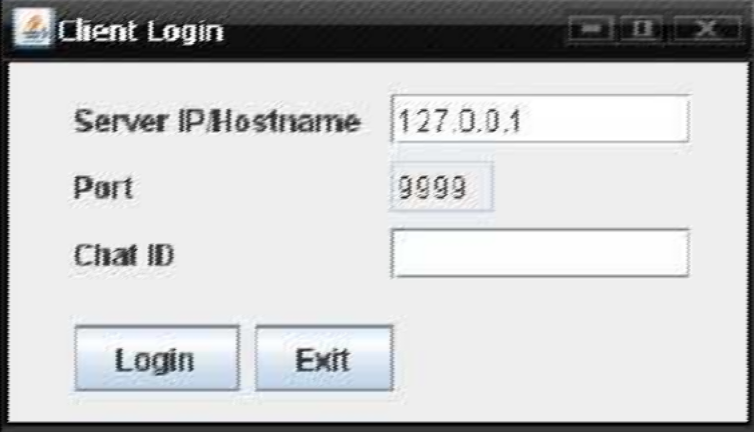 Client Login
Server IP/Hostname 127.0.0.1
Port 9999
Chat ID
Login Exit